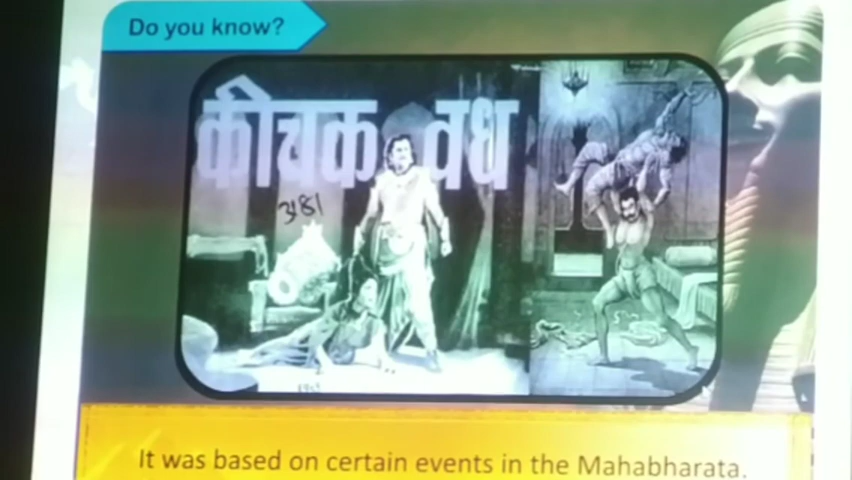 Do you know?
कीचक वध
It was based on certain events in the Mahabharata.